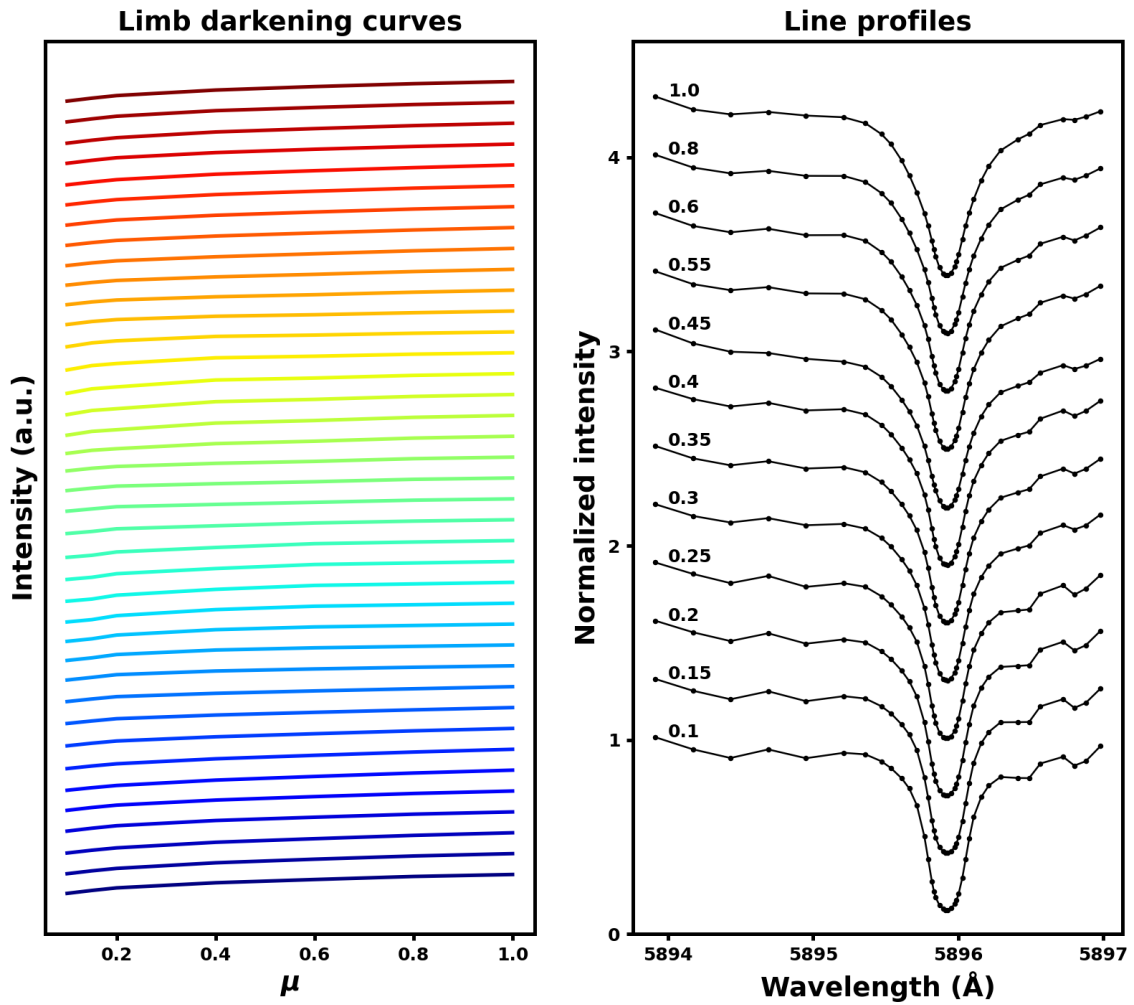 Limb darkening curves
Intensity (a.u.)
0.2 0.4 0.6 0.8 1.0
μ
Line profiles
Normalized intensity
4
3
2
1
0
1.0
0.8
0.6
0.55
0.45
0.4
0.35
0.3
0.25
0.2
0.15
0.1
5894 5895 5896 5897
Wavelength (Å)